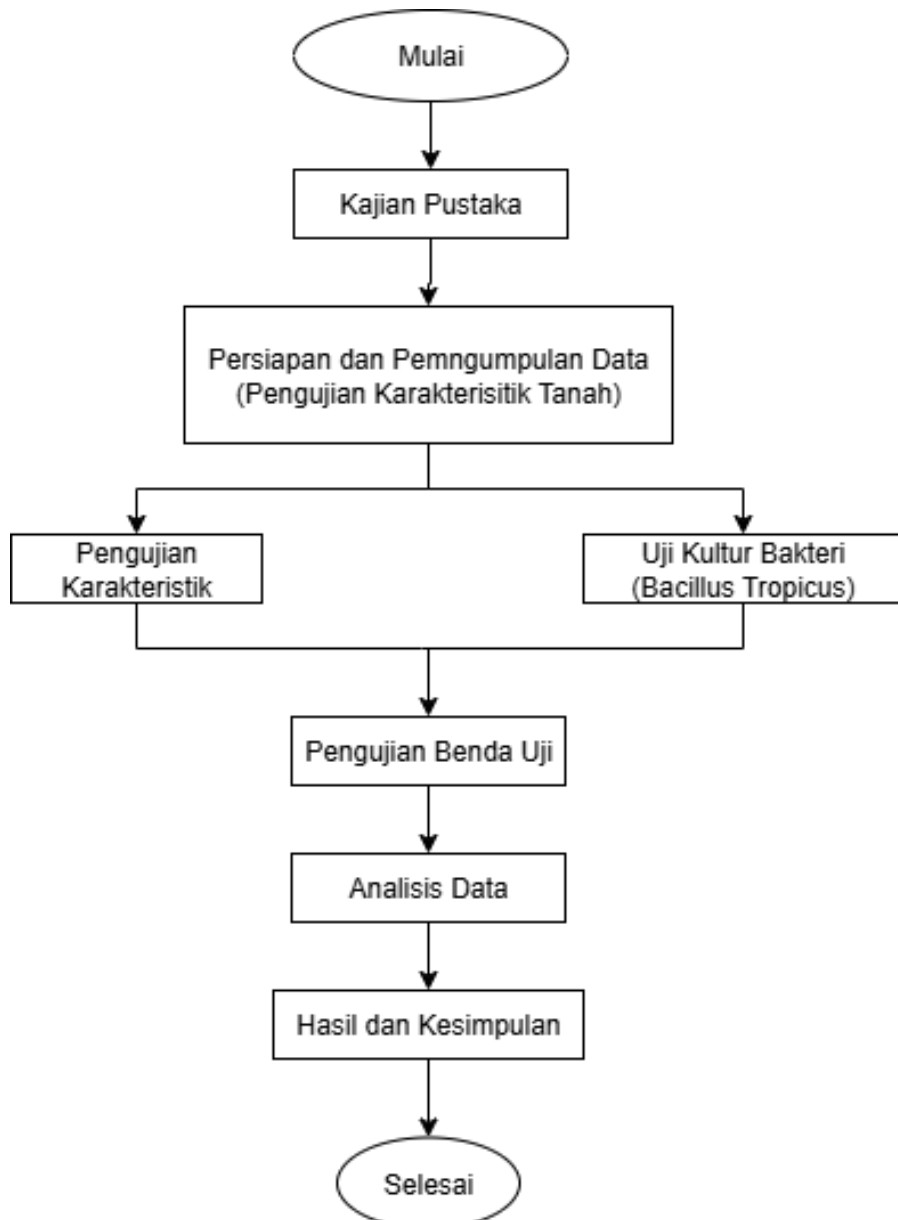 Mulai
Kajian Pustaka
Persiapan dan Pemngumpulan Data
(Pengujian Karakterisitik Tanah)
Pengujian
Karakteristik
Uji Kultur Bakteri
(Bacillus Tropicus)
Pengujian Benda Uji
Analisis Data
Hasil dan Kesimpulan
Selesai